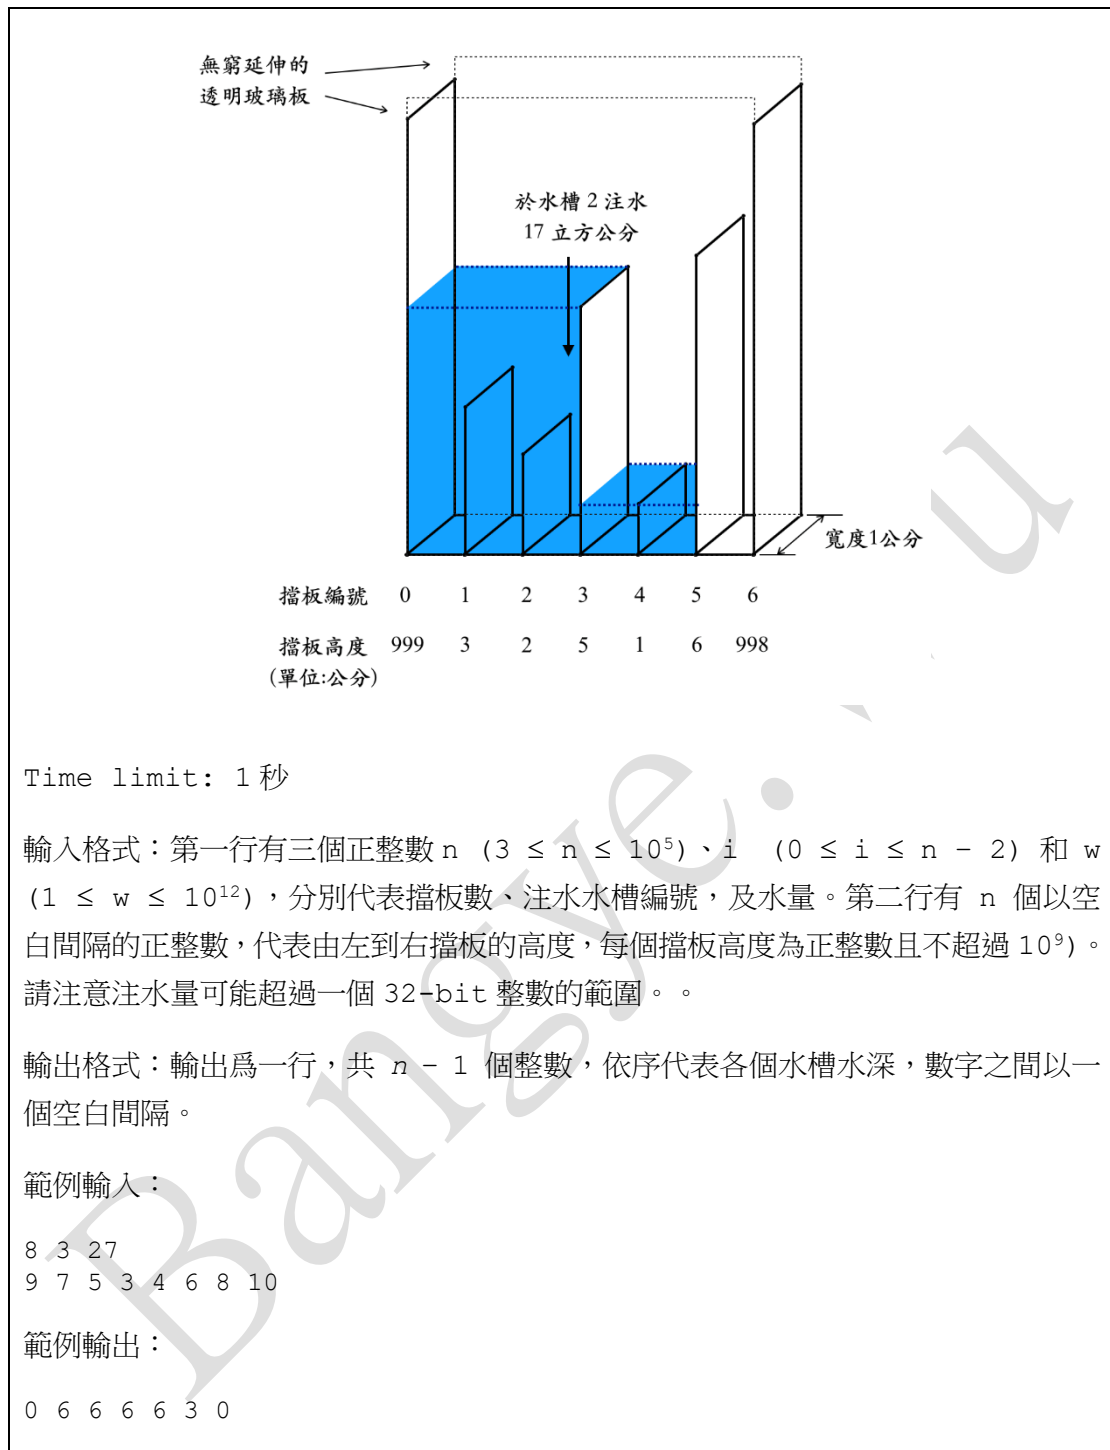 無窮延伸的
透明玻璃板
於水槽 2 注水
17 立方公分
寬度1公分
擋板編號 0 1 2 3 4 5 6
擋板高度 999 3 2 5 1 6 998
(單位:公分)
Time limit: 1 秒
輸入格式：第一行有三個正整數 n (3 ≤ n ≤ 10⁵)、i (0 ≤ i ≤ n – 2) 和 w
(1 ≤ w ≤ 10¹²)，分別代表擋板數、注水水槽編號，及水量。第二行有 n 個以空
白間隔的正整數，代表由左到右擋板的高度，每個擋板高度為正整數且不超過 10⁹)。
請注意注水量可能超過一個 32-bit 整數的範圍。。
輸出格式：輸出爲一行，共 n – 1 個整數，依序代表各個水槽水深，數字之間以一
個空白間隔。
範例輸入：
8 3 27
9 7 5 3 4 6 8 10
範例輸出：
0 6 6 6 6 3 0